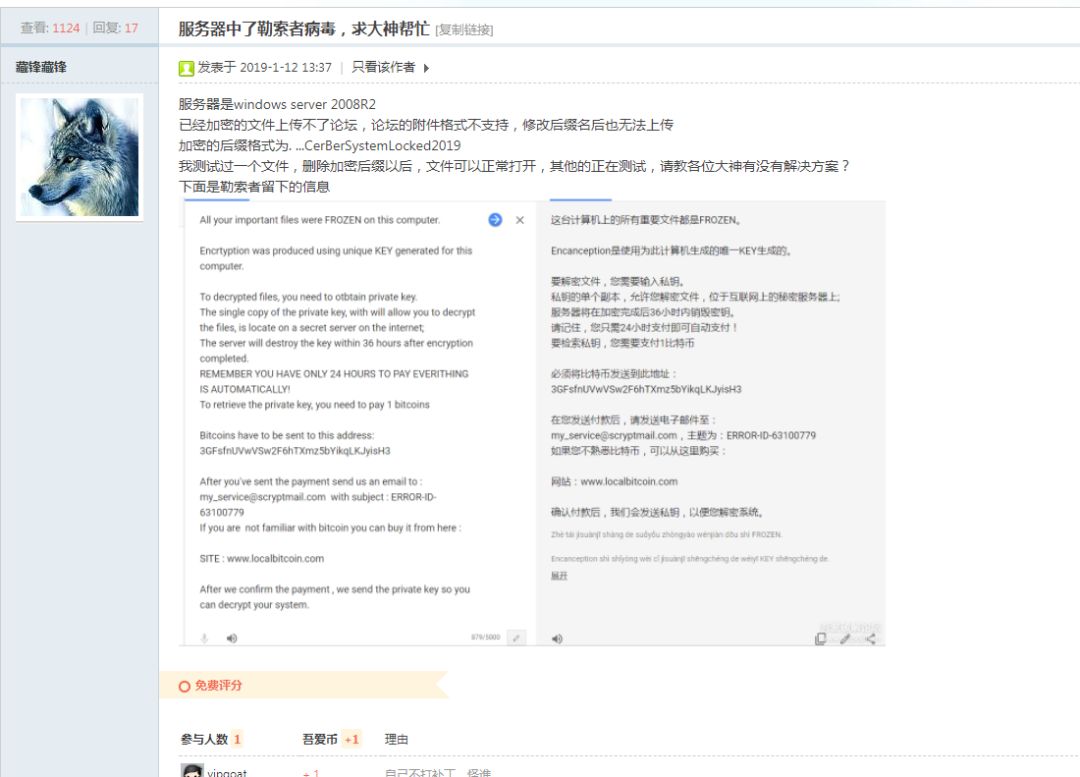 查看: 1124 | 回复: 17
服务器中了勒索者病毒，求大神帮忙 [复制链接]
藏锋藏锋
发表于 2019-1-12 13:37 | 只看该作者
服务器是windows server 2008R2
已经加密的文件上传不了论坛，论坛的附件格式不支持，修改后缀名后也无法上传
加密的后缀格式为. ...CerBerSystemLocked2019
我测试过一个文件，删除加密后缀以后，文件可以正常打开，其他的正在测试，请教各位大神有没有解决方案？
下面是勒索者留下的信息
All your important files were FROZEN on this computer.
Encrtyption was produced using unique KEY generated for this
computer.
To decrypted files, you need to otbtain private key.
The single copy of the private key, with will allow you to decrypt
the files, is locate on a secret server on the internet;
The server will destroy the key within 36 hours after encryption
completed.
REMEMBER YOU HAVE ONLY 24 HOURS TO PAY EVERITHING
IS AUTOMATICALLY!
To retrieve the private key, you need to pay 1 bitcoins
Bitcoins have to be sent to this address:
3GFsfnUVwVSw2F6hTXmz5bYikqLKJyisH3
After you've sent the payment send us an email to :
my_service@scryptmail.com with subject : ERROR-ID-
63100779
If you are not familiar with bitcoin you can buy it from here :
SITE : www.localbitcoin.com
After we confirm the payment , we send the private key so you
can decrypt your system.
879/5000
这台计算机上的所有重要文件都是FROZEN。
Encanception是使用为此计算机生成的唯一KEY生成的。
要解密文件，您需要输入私钥。
私钥的单个副本，允许您解密文件，位于互联网上的秘密服务器上;
服务器将在加密完成后36小时内销毁密钥。
请记住，您只需24小时支付即可自动支付！
要检索私钥，您需要支付1比特币
必须将比特币发送到此地址：
3GFsfnUVwVSw2F6hTXmz5bYikqLKJyisH3
在您发送付款后，请发送电子邮件至：
my_service@scryptmail.com，主题为：ERROR-ID-63100779
如果您不熟悉比特币，可以从这里购买：
网站：www.localbitcoin.com
确认付款后，我们会发送私钥，以便您解密系统。
Zhè tái jìsuànjī shàng de suǒyǒu zhòngyào wénjiàn dōu shì FROZEN.
Encanception shì shǐyòng wèi cǐ jìsuànjī shēngchéng de wéiyī KEY shēngchéng de.
展开
免费评分
参与人数 1 吾爱币 +1 理由
vipgoat + 1 自己不打补丁，怪谁